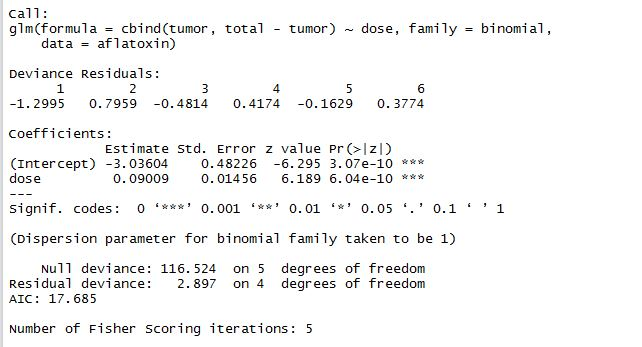 Call:
glm(formula = cbind(tumor, total - tumor) ~ dose, family = binomial,
    data = aflatoxin)
Deviance Residuals:
      1        2        3        4        5        6
-1.2995   0.7959  -0.4814   0.4174  -0.1629   0.3774
Coefficients:
            Estimate Std. Error z value Pr(>|z|)
(Intercept) -3.03604    0.48226  -6.295 3.07e-10 ***
dose         0.09009    0.01456   6.189 6.04e-10 ***
---
Signif. codes:  0 ‘***’ 0.001 ‘**’ 0.01 ‘*’ 0.05 ‘.’ 0.1 ‘ ’ 1
(Dispersion parameter for binomial family taken to be 1)
    Null deviance: 116.524  on 5  degrees of freedom
Residual deviance:   2.897  on 4  degrees of freedom
AIC: 17.685
Number of Fisher Scoring iterations: 5